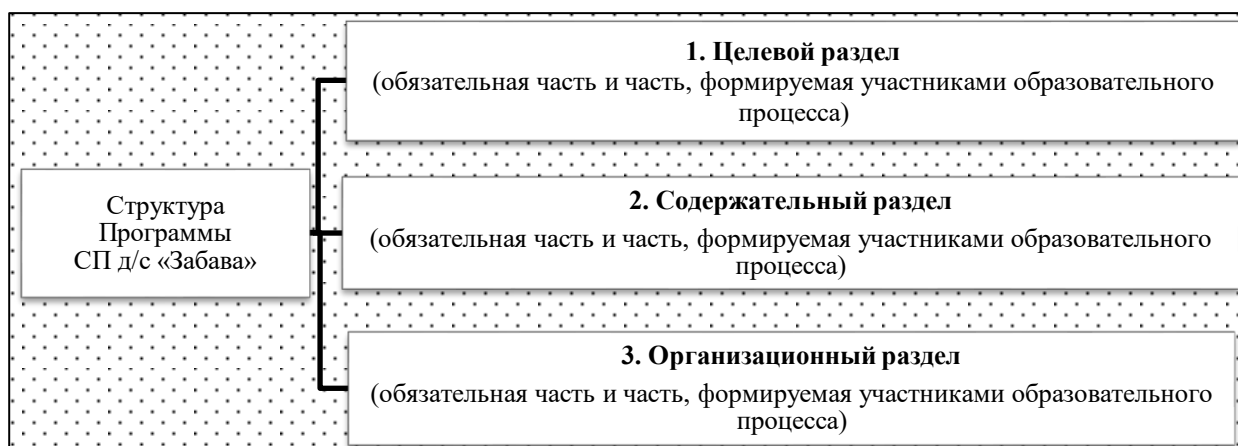 1. Целевой раздел
(обязательная часть и часть, формируемая участниками образовательного
процесса)
Структура
Программы
СП д/с «Забава»
2. Содержательный раздел
(обязательная часть и часть, формируемая участниками образовательного
процесса)
3. Организационный раздел
(обязательная часть и часть, формируемая участниками образовательного
процесса)